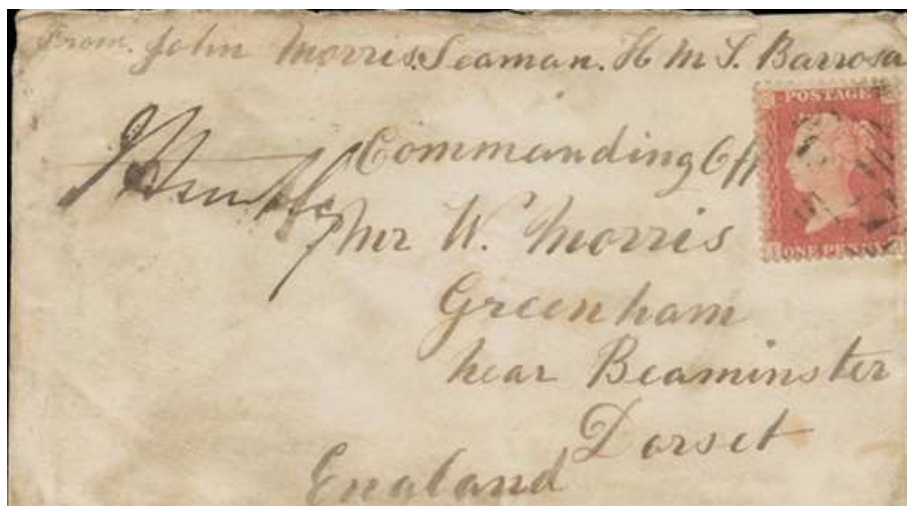 From. John Morris. Seaman. H M S. Barrosa
POSTAGE
Commanding Off
Mr W. Morris
ONE PENNY
Greenham
near Beaminster
Dorset
England